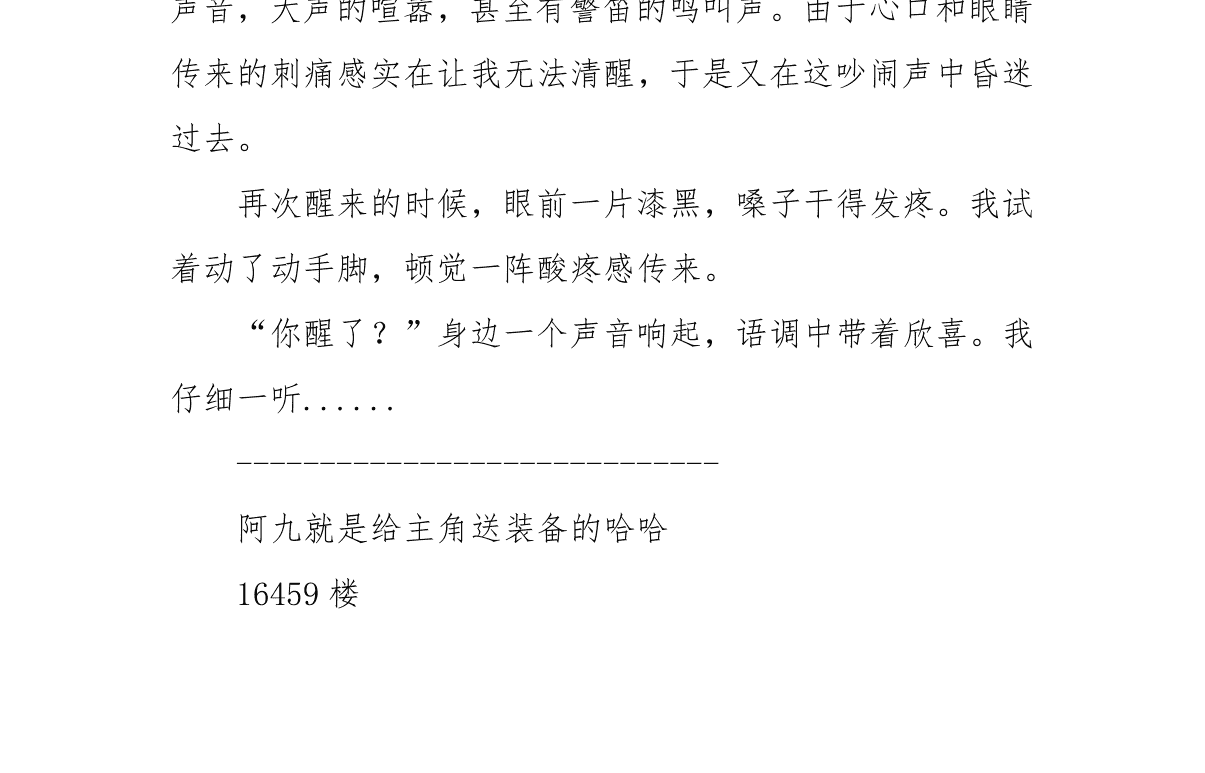 声音，大声的喧嚣，甚至有警笛的鸣叫声。由于心口和眼睛
传来的刺痛感实在让我无法清醒，于是又在这吵闹声中昏迷
过去。
再次醒来的时候，眼前一片漆黑，嗓子干得发疼。我试
着动了动手脚，顿觉一阵酸疼感传来。
“你醒了？”身边一个声音响起，语调中带着欣喜。我
仔细一听......
-----------------------------
阿九就是给主角送装备的哈哈
16459 楼